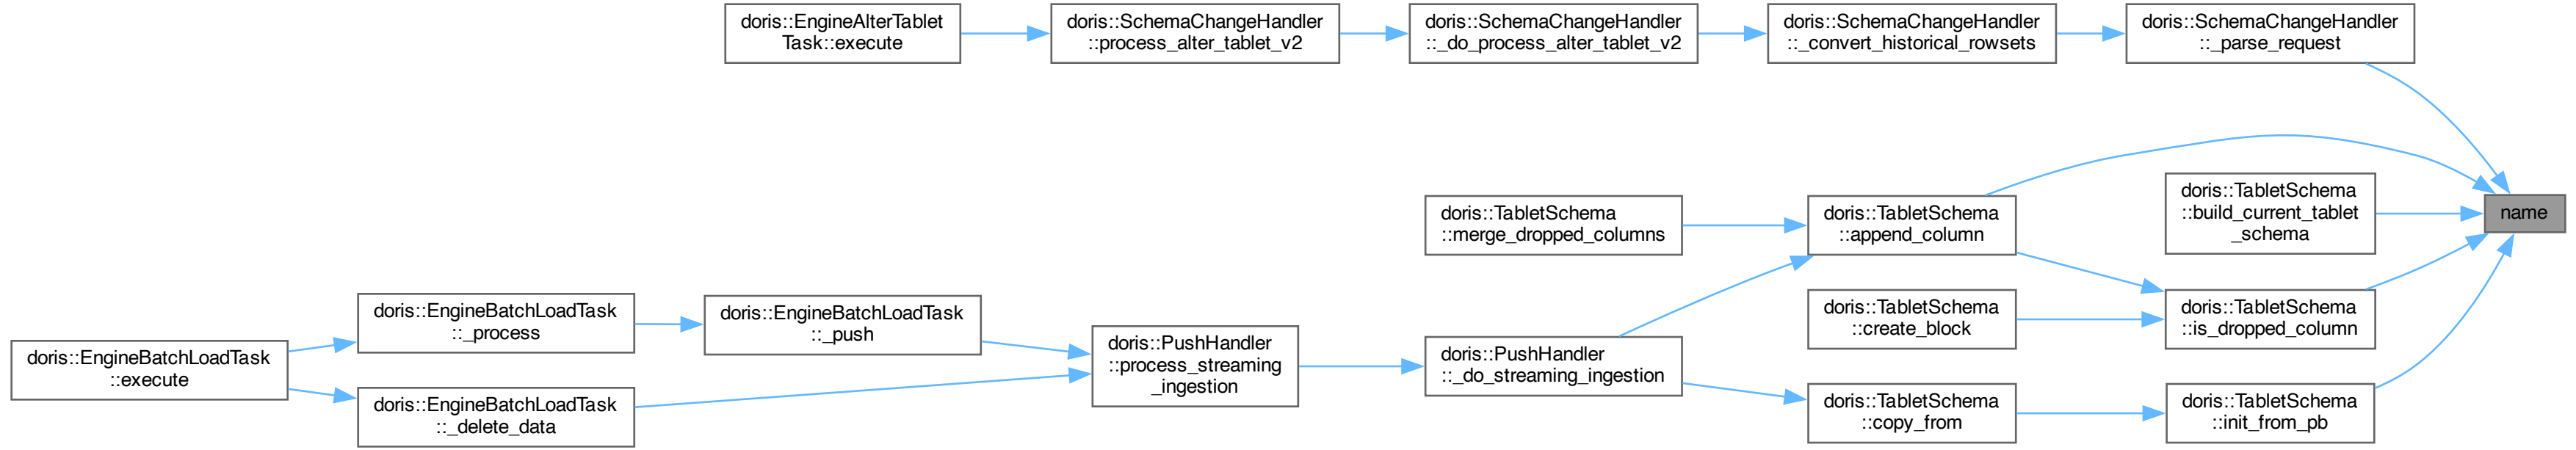 doris::EngineAlterTablet
Task::execute
doris::SchemaChangeHandler
::process_alter_tablet_v2
doris::SchemaChangeHandler
::_do_process_alter_tablet_v2
doris::SchemaChangeHandler
::_convert_historical_rowsets
doris::SchemaChangeHandler
::_parse_request
doris::TabletSchema
::merge_dropped_columns
doris::TabletSchema
::append_column
doris::TabletSchema
::build_current_tablet
_schema
name
doris::EngineBatchLoadTask
::execute
doris::EngineBatchLoadTask
::_process
doris::EngineBatchLoadTask
::_push
doris::EngineBatchLoadTask
::_delete_data
doris::PushHandler
::process_streaming
_ingestion
doris::PushHandler
::_do_streaming_ingestion
doris::TabletSchema
::create_block
doris::TabletSchema
::is_dropped_column
doris::TabletSchema
::copy_from
doris::TabletSchema
::init_from_pb